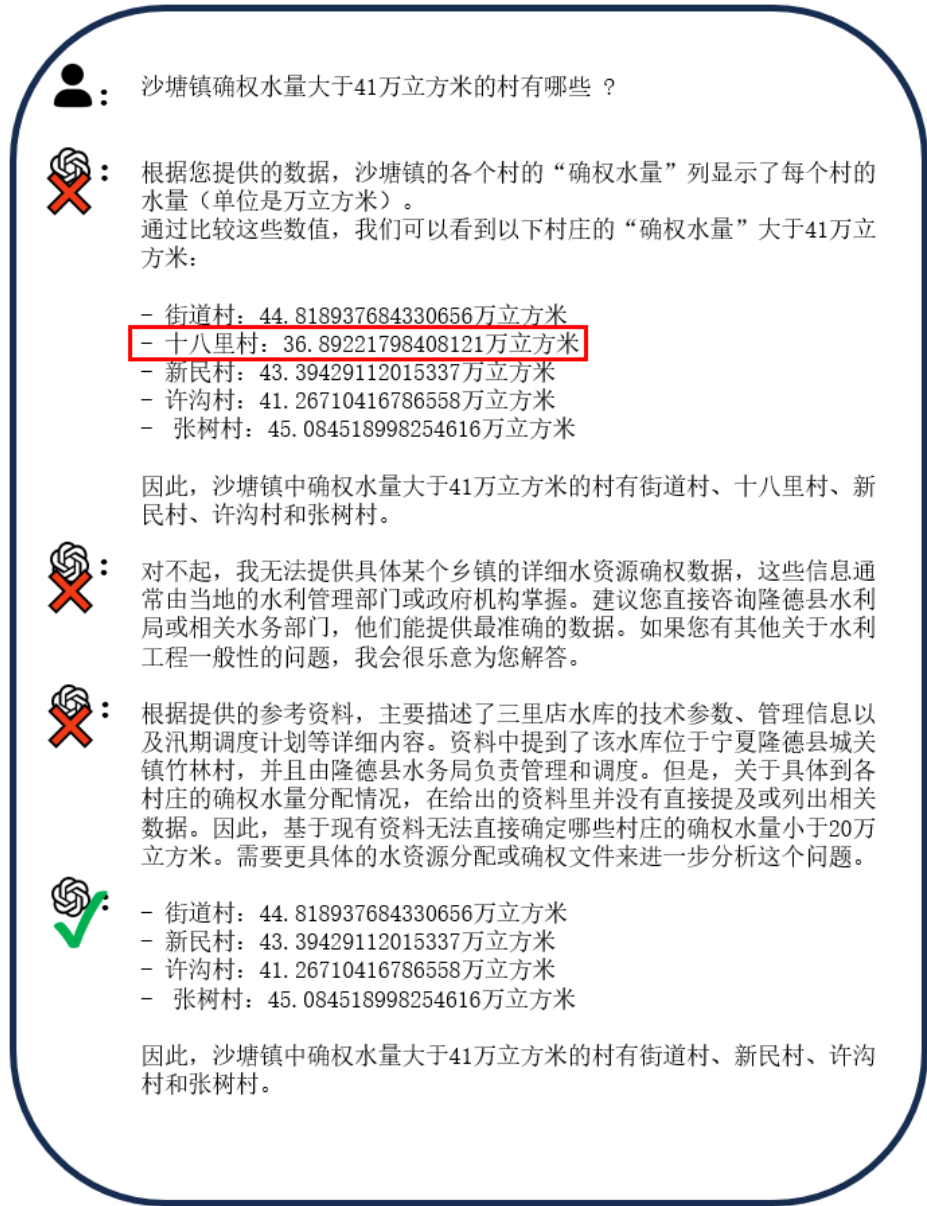 : 沙塘镇确权水量大于41万立方米的村有哪些 ?
: 根据您提供的数据，沙塘镇的各个村的“确权水量”列显示了每个村的
水量（单位是万立方米）。
通过比较这些数值，我们可以看到以下村庄的“确权水量”大于41万立
方米：
- 街道村：44.818937684330656万立方米
- 十八里村：36.89221798408121万立方米
- 新民村：43.39429112015337万立方米
- 许沟村：41.26710416786558万立方米
- 张树村：45.084518998254616万立方米
因此，沙塘镇中确权水量大于41万立方米的村有街道村、十八里村、新
民村、许沟村和张树村。
: 对不起，我无法提供具体某个乡镇的详细水资源确权数据，这些信息通
常由当地的水利管理部门或政府机构掌握。建议您直接咨询隆德县水利
局或相关水务部门，他们能提供最准确的数据。如果您有其他关于水利
工程一般性的问题，我会很乐意为您解答。
: 根据提供的参考资料，主要描述了三里店水库的技术参数、管理信息以
及汛期调度计划等详细内容。资料中提到了该水库位于宁夏隆德县城关
镇竹林村，并且由隆德县水务局负责管理和调度。但是，关于具体到各
村庄的确权水量分配情况，在给出的资料里并没有直接提及或列出相关
数据。因此，基于现有资料无法直接确定哪些村庄的确权水量小于20万
立方米。需要更具体的水资源分配或确权文件来进一步分析这个问题。
: - 街道村：44.818937684330656万立方米
- 新民村：43.39429112015337万立方米
- 许沟村：41.26710416786558万立方米
- 张树村：45.084518998254616万立方米
因此，沙塘镇中确权水量大于41万立方米的村有街道村、新民村、许沟
村和张树村。